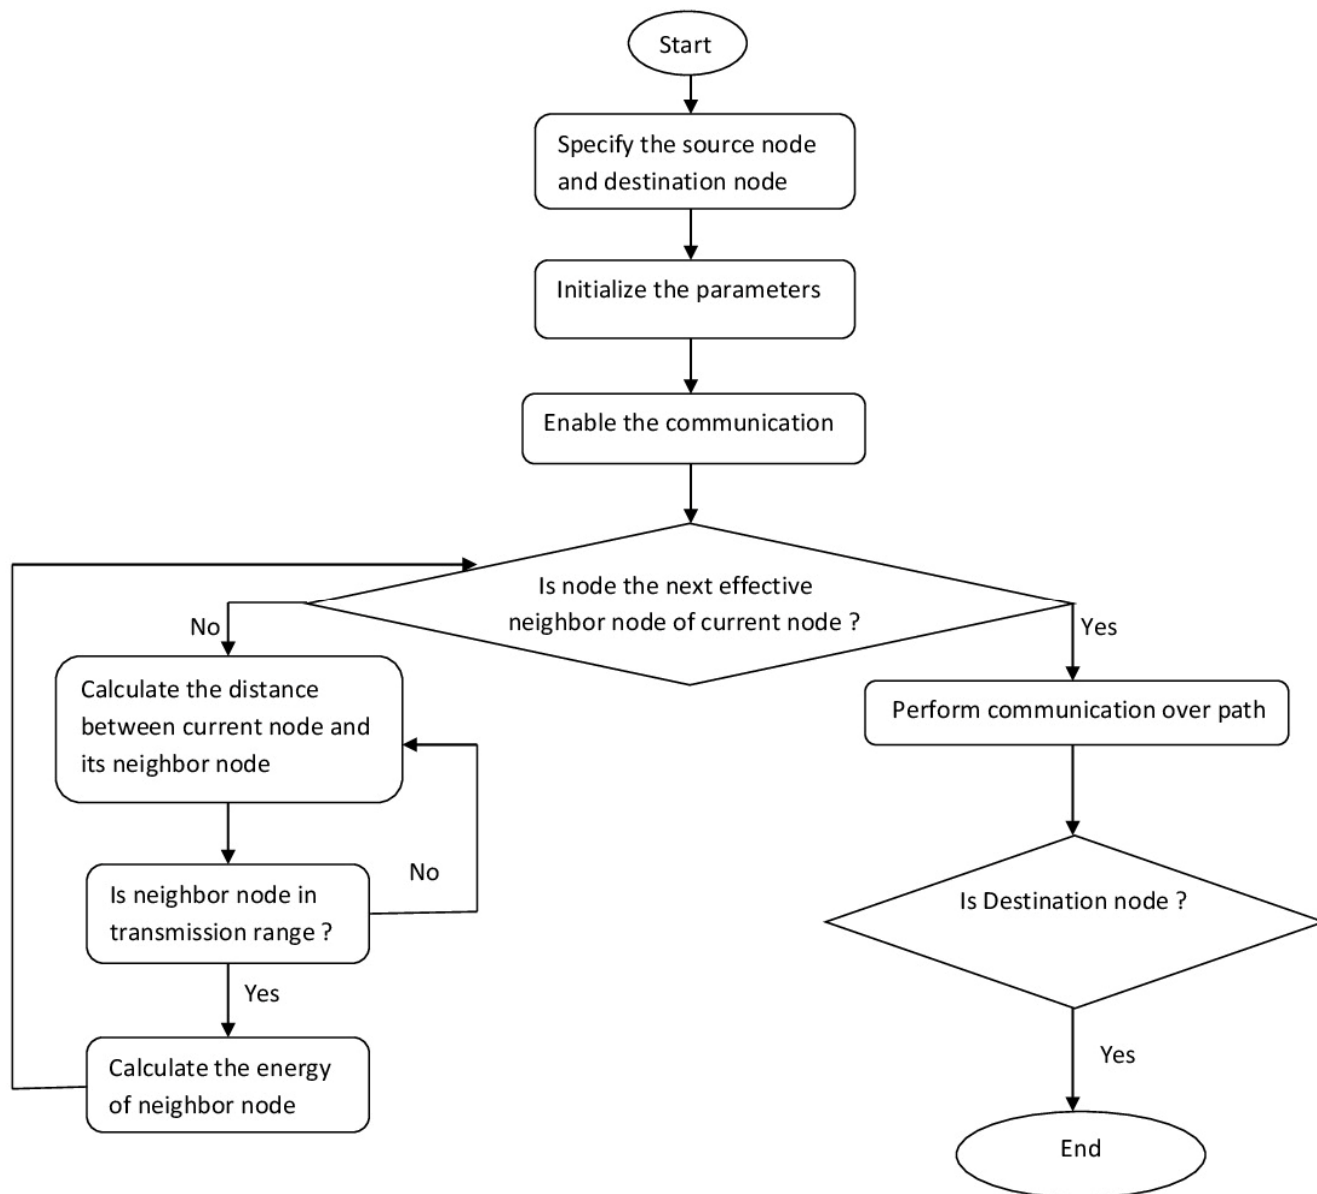 Start
Specify the source node
and destination node
Initialize the parameters
Enable the communication
Is node the next effective
neighbor node of current node ?
No
Yes
Calculate the distance
between current node and
its neighbor node
Perform communication over path
No
Is neighbor node in
transmission range ?
Is Destination node ?
Yes
Calculate the energy
of neighbor node
Yes
End